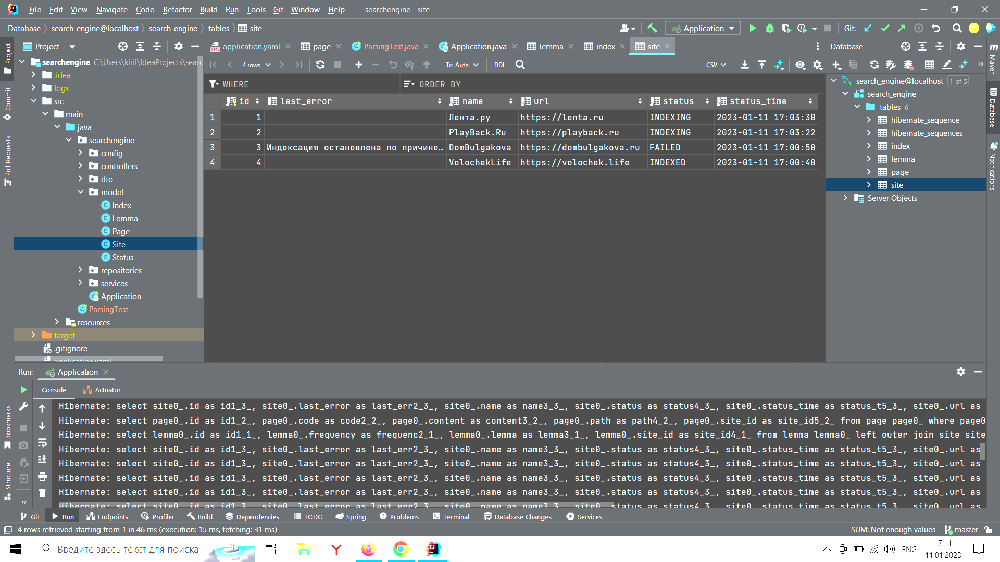 File Edit View Navigate Code Refactor Build Run Tools Git Window Help searchengine - site
Database search_engine@localhost search_engine tables site Application Git:
Project application.yaml page ParsingTest.java Application.java lemma index site Database
searchengine C:\Users\kiril\IdeaProjects\searc 4 rows Tx: Auto DDL CSV
.idea
logs
src
main
java
searchengine
config
controllers
dto
model
Index
Lemma
Page
Site
Status
repositories
services
Application
ParsingTest
resources
target
.gitignore
application.yaml
WHERE ORDER BY
id last_error name url status status_time
1 1 Лента.ру https://lenta.ru INDEXING 2023-01-11 17:03:30
2 2 PlayBack.Ru https://playback.ru INDEXING 2023-01-11 17:03:22
3 3 Индексация остановлена по причине… DomBulgakova https://dombulgakova.ru FAILED 2023-01-11 17:00:50
4 4 VolochekLife https://volochek.life INDEXED 2023-01-11 17:00:48
search_engine@localhost 1 of 5
search_engine
tables 6
hibernate_sequence
hibernate_sequences
index
lemma
page
site
Server Objects
Project
Commit
Pull Requests
Bookmarks
Structure
Maven
Database
Notifications
Run: Application
Console Actuator
Hibernate: select site0_.id as id1_3_, site0_.last_error as last_err2_3_, site0_.name as name3_3_, site0_.status as status4_3_, site0_.status_time as status_t5_3_, site0_.url as
Hibernate: select page0_.id as id1_2_, page0_.code as code2_2_, page0_.content as content3_2_, page0_.path as path4_2_, page0_.site_id as site_id5_2_ from page page0_ where page0
Hibernate: select lemma0_.id as id1_1_, lemma0_.frequency as frequenc2_1_, lemma0_.lemma as lemma3_1_, lemma0_.site_id as site_id4_1_ from lemma lemma0_ left outer join site site
Hibernate: select site0_.id as id1_3_, site0_.last_error as last_err2_3_, site0_.name as name3_3_, site0_.status as status4_3_, site0_.status_time as status_t5_3_, site0_.url as
Hibernate: select site0_.id as id1_3_, site0_.last_error as last_err2_3_, site0_.name as name3_3_, site0_.status as status4_3_, site0_.status_time as status_t5_3_, site0_.url as
Hibernate: select site0_.id as id1_3_, site0_.last_error as last_err2_3_, site0_.name as name3_3_, site0_.status as status4_3_, site0_.status_time as status_t5_3_, site0_.url as
Hibernate: select site0_.id as id1_3_, site0_.last_error as last_err2_3_, site0_.name as name3_3_, site0_.status as status4_3_, site0_.status_time as status_t5_3_, site0_.url as
Hibernate: select site0_.id as id1_3_, site0_.last_error as last_err2_3_, site0_.name as name3_3_, site0_.status as status4_3_, site0_.status_time as status_t5_3_, site0_.url as
Git Run Endpoints Profiler Build Dependencies TODO Spring Problems Terminal Database Changes Services
4 rows retrieved starting from 1 in 46 ms (execution: 15 ms, fetching: 31 ms) SUM: Not enough values master
Введите здесь текст для поиска ENG 17:11
11.01.2023